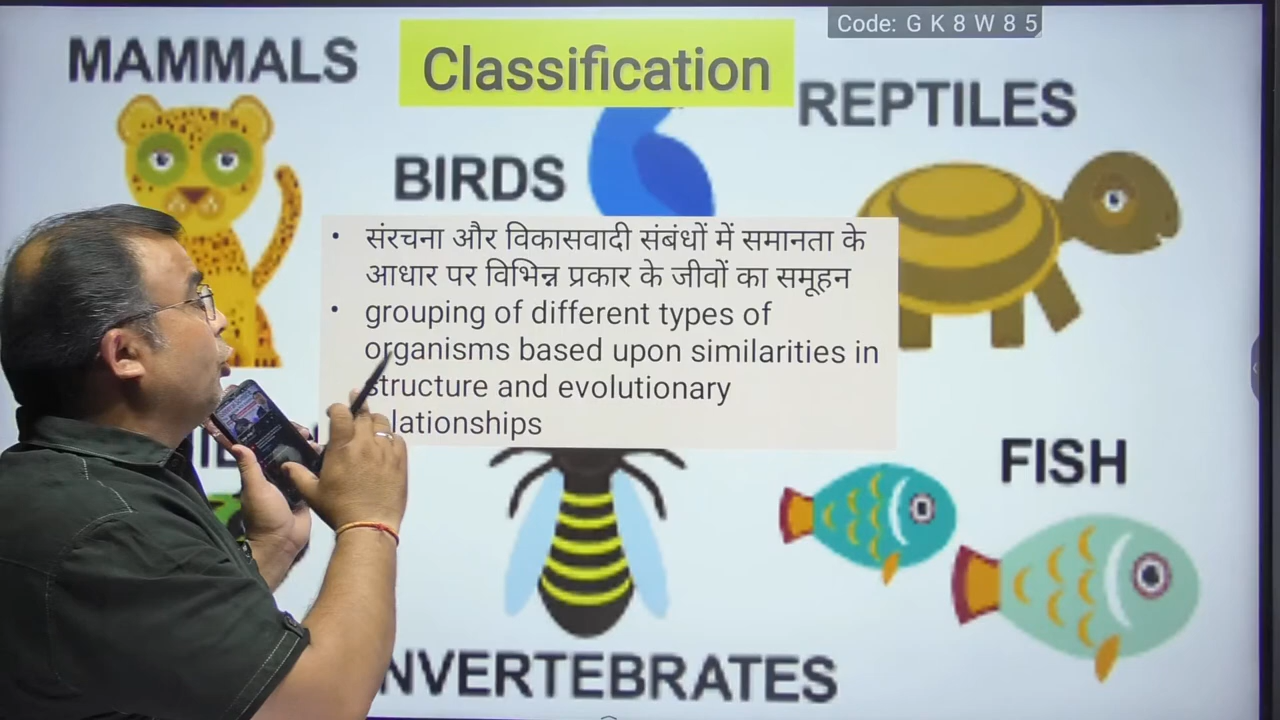 Code: G K 8 W 8 5
MAMMALS
Classification
REPTILES
BIRDS
• संरचना और विकासवादी संबंधों में समानता के
आधार पर विभिन्न प्रकार के जीवों का समूहन
• grouping of different types of
organisms based upon similarities in
structure and evolutionary
lationships
FISH
NVERTEBRATES